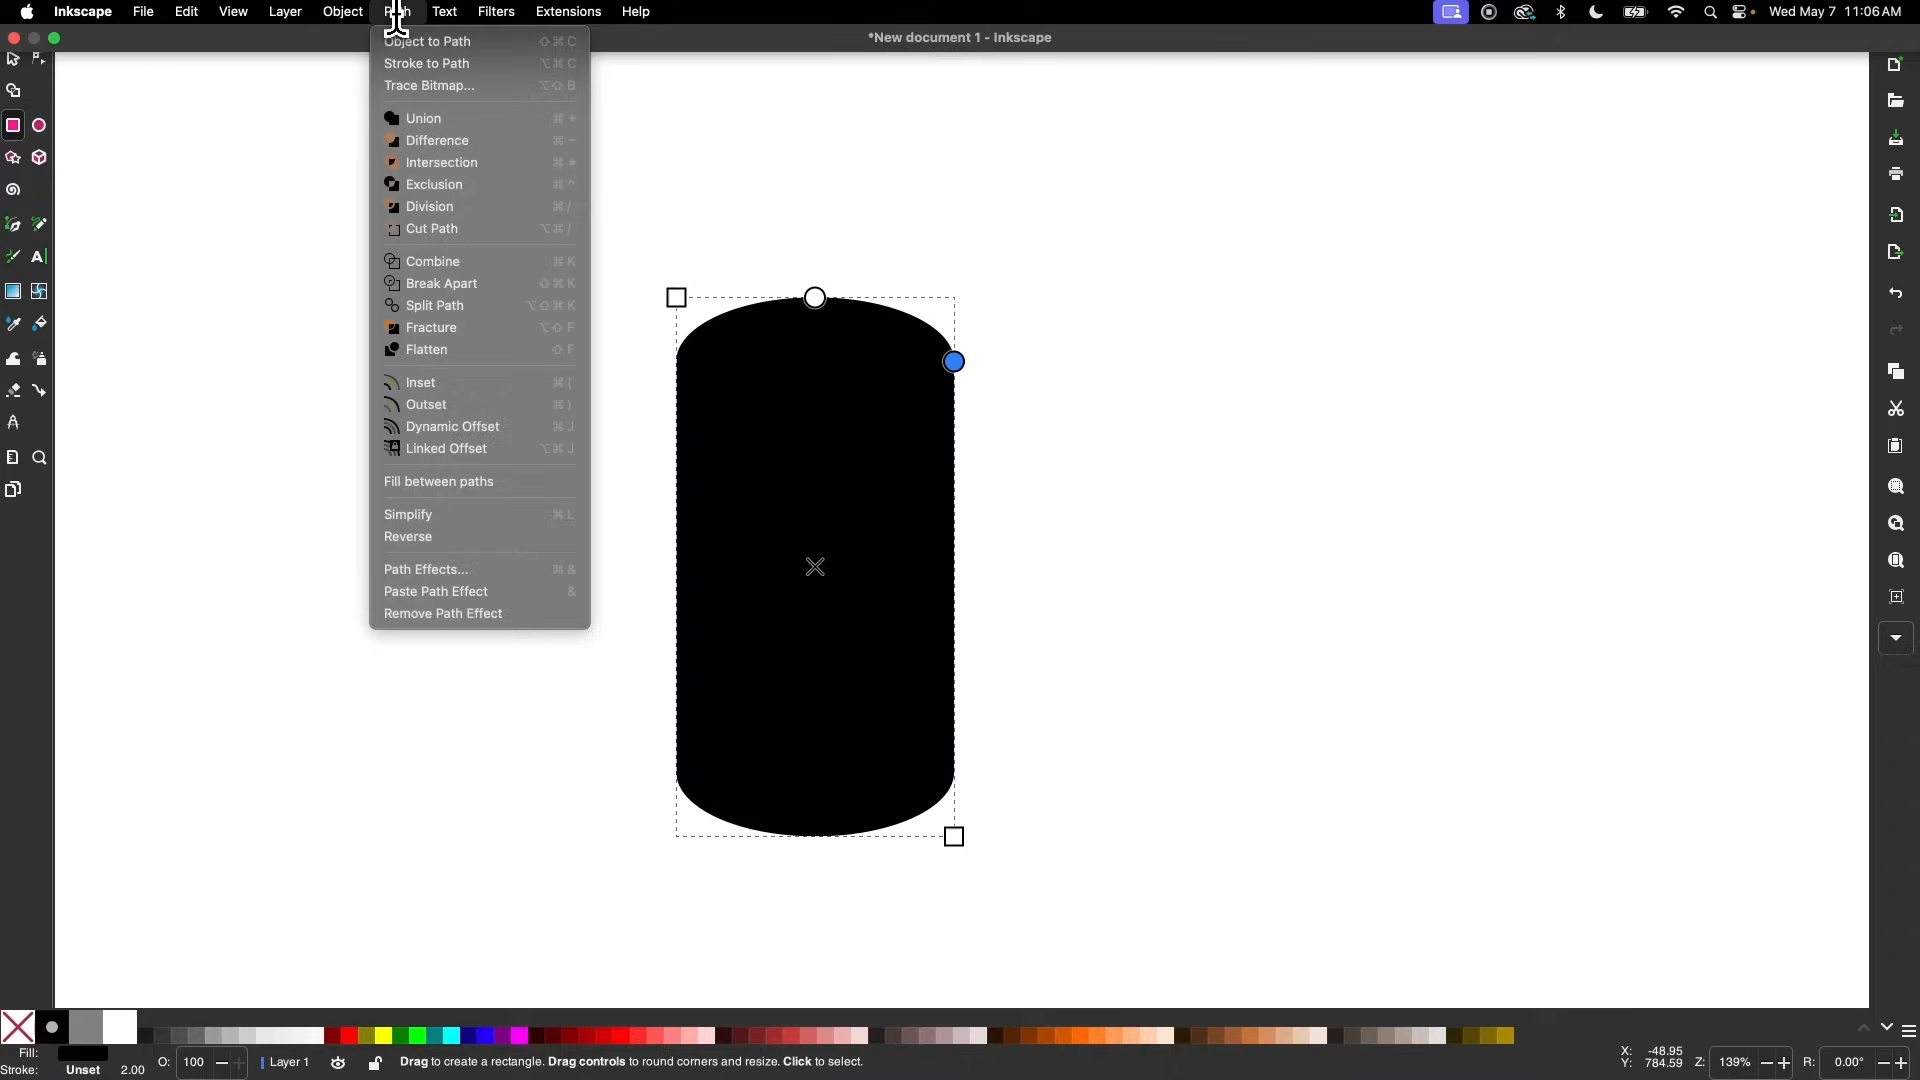 Inkscape File Edit View Layer Object Path Text Filters Extensions Help Wed May 7 11:06 AM
*New document 1 - Inkscape
Object to Path ⇧⌘C
Stroke to Path ⌥⌘C
Trace Bitmap... ⌥⇧B
Union ⌘+
Difference ⌘−
Intersection ⌘*
Exclusion ⌘^
Division ⌘/
Cut Path ⌥⌘/
Combine ⌘K
Break Apart ⇧⌘K
Split Path ⌥⇧⌘K
Fracture ⌥⇧F
Flatten ⇧F
Inset ⌘(
Outset ⌘)
Dynamic Offset ⌘J
Linked Offset ⌥⌘J
Fill between paths
Simplify ⌘L
Reverse
Path Effects... ⌘&
Paste Path Effect &
Remove Path Effect
Fill:
Stroke: Unset 2.00 O: 100 Layer 1 Drag to create a rectangle. Drag controls to round corners and resize. Click to select.
X: -48.95
Y: 784.59 Z: 139% R: 0.00°